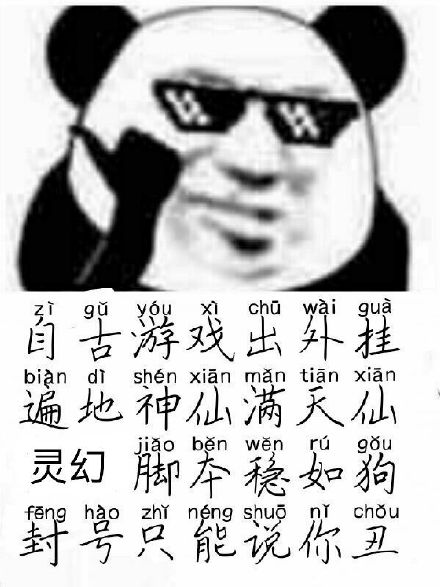 zì gǔ yóu xì chū wài guà
自古游戏出外挂
biàn dì shén xiān mǎn tiān xiān
遍地神仙满天仙
jiǎo běn wěn rú gǒu
灵幻脚本稳如狗
fēng hào zhǐ néng shuō nǐ chǒu
封号只能说你丑